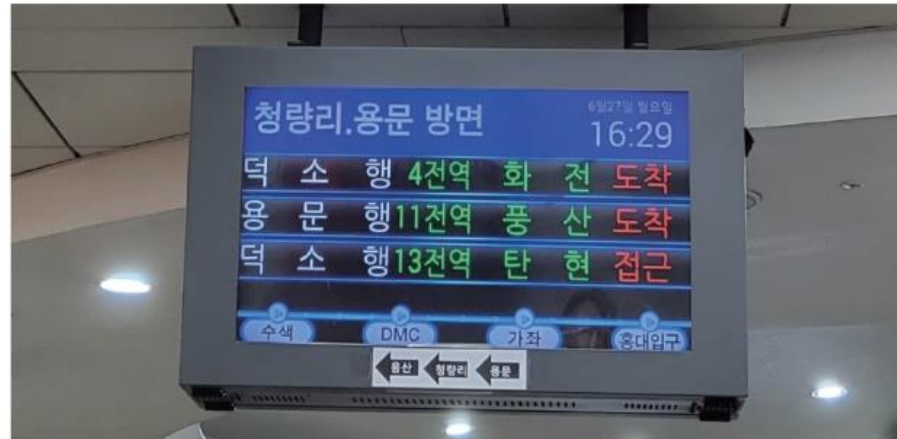 청량리.용문 방면
6월27일 월요일
16:29
덕 소 행 4전역 화 전 도착
용 문 행 11전역 풍 산 도착
덕 소 행 13전역 탄 현 접근
수색 DMC 가좌 홍대입구
용산 청량리 용문